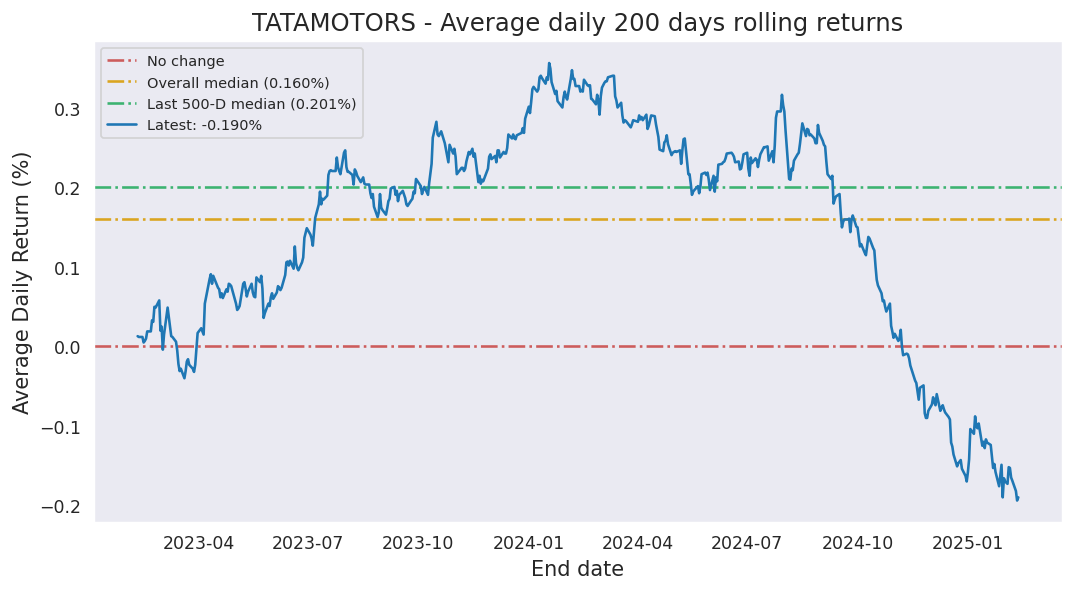 TATAMOTORS - Average daily 200 days rolling returns
No change
Overall median (0.160%)
Last 500-D median (0.201%)
Latest: -0.190%
Average Daily Return (%)
0.3
0.2
0.1
0.0
−0.1
−0.2
2023-04 2023-07 2023-10 2024-01 2024-04 2024-07 2024-10 2025-01
End date